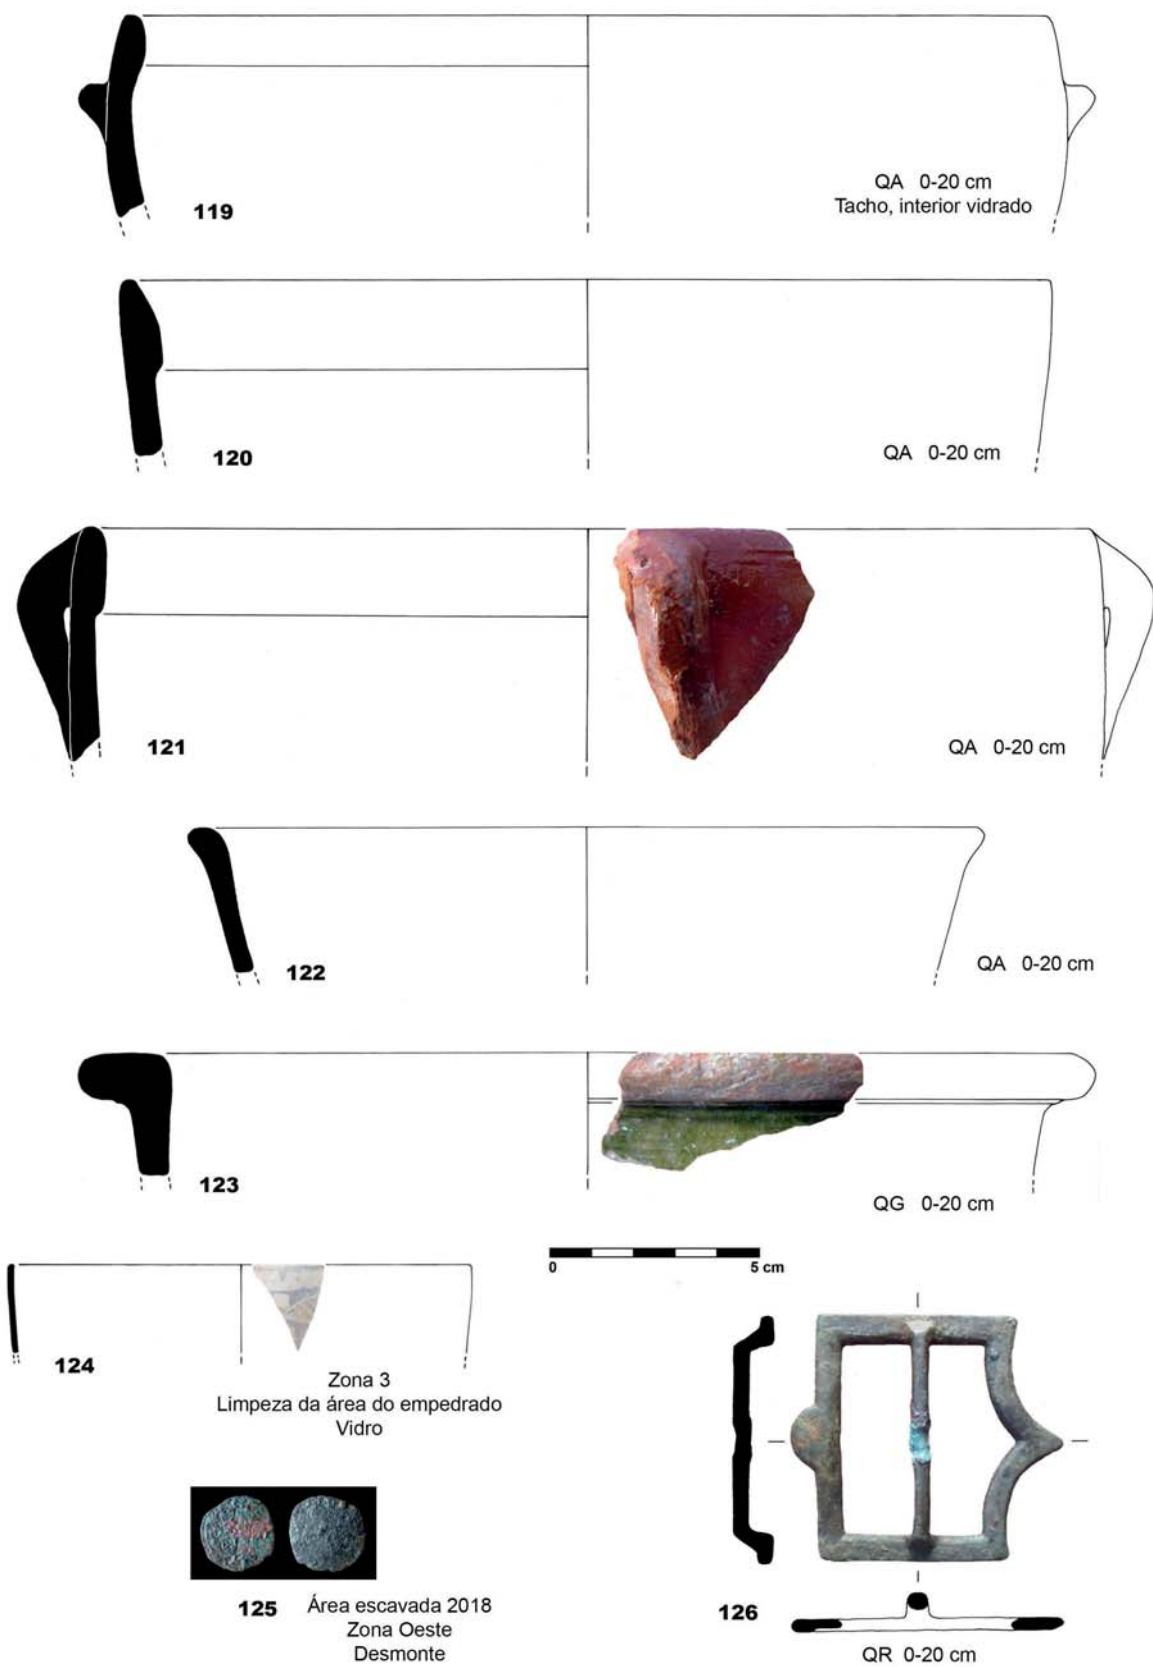 119
QA 0-20 cm
Tacho, interior vidrado
120
QA 0-20 cm
121
QA 0-20 cm
122
QA 0-20 cm
123
QG 0-20 cm
0 5 cm
124
Zona 3
Limpeza da área do empedrado
Vidro
125
Área escavada 2018
Zona Oeste
Desmonte
126
QR 0-20 cm